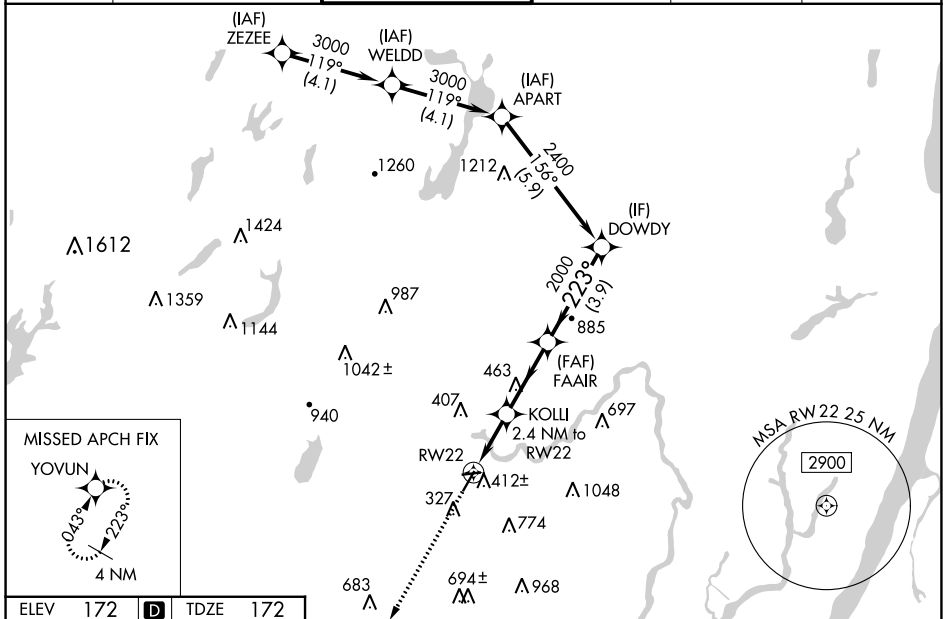 (IAF)
ZEZEE
3000
119°
(4.1)
(IAF)
WELDD
3000
119°
(4.1)
(IAF)
APART
1260
1212
2400
156°
(5.9)
(IF)
DOWDY
1424
1612
2000
223°
(3.9)
1359
987
1144
885
1042 ±
(FAF)
FAAIR
463
940
407
KOLLI
2.4 NM to
RW22
697
MISSED APCH FIX
YOVUN
043°
223°
4 NM
RW22
412±
327
1048
774
MSA RW 22 25 NM
2900
683
694 ±
968
ELEV 172 D TDZE 172